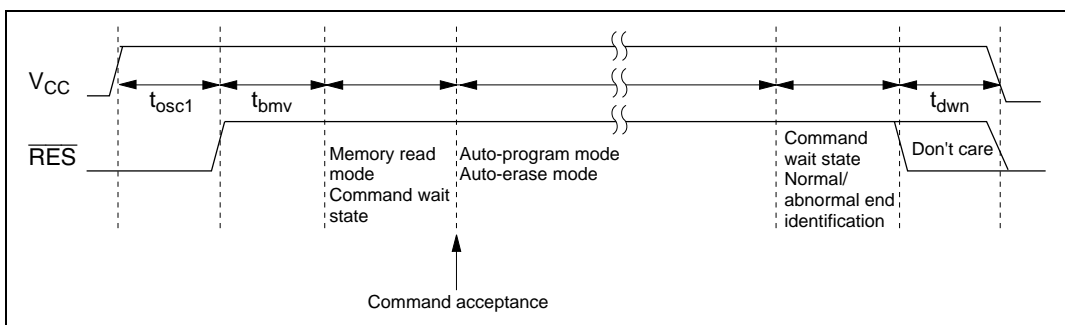 VCC
tosc1
tbmv
tdwn
RES
Memory read
mode
Command wait
state
Auto-program mode
Auto-erase mode
Command
wait state
Normal/
abnormal end
identification
Don't care
Command acceptance